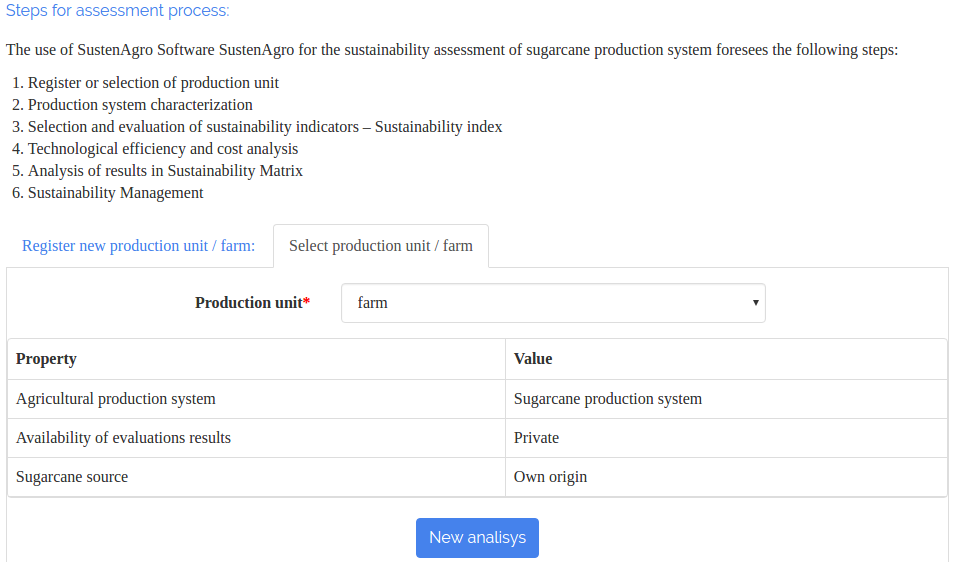 Steps for assessment process:
The use of SustenAgro Software SustenAgro for the sustainability assessment of sugarcane production system foresees the following steps:
1. Register or selection of production unit
2. Production system characterization
3. Selection and evaluation of sustainability indicators – Sustainability index
4. Technological efficiency and cost analysis
5. Analysis of results in Sustainability Matrix
6. Sustainability Management
Register new production unit / farm: Select production unit / farm
Production unit* farm
Property Value
Agricultural production system Sugarcane production system
Availability of evaluations results Private
Sugarcane source Own origin
New analisys